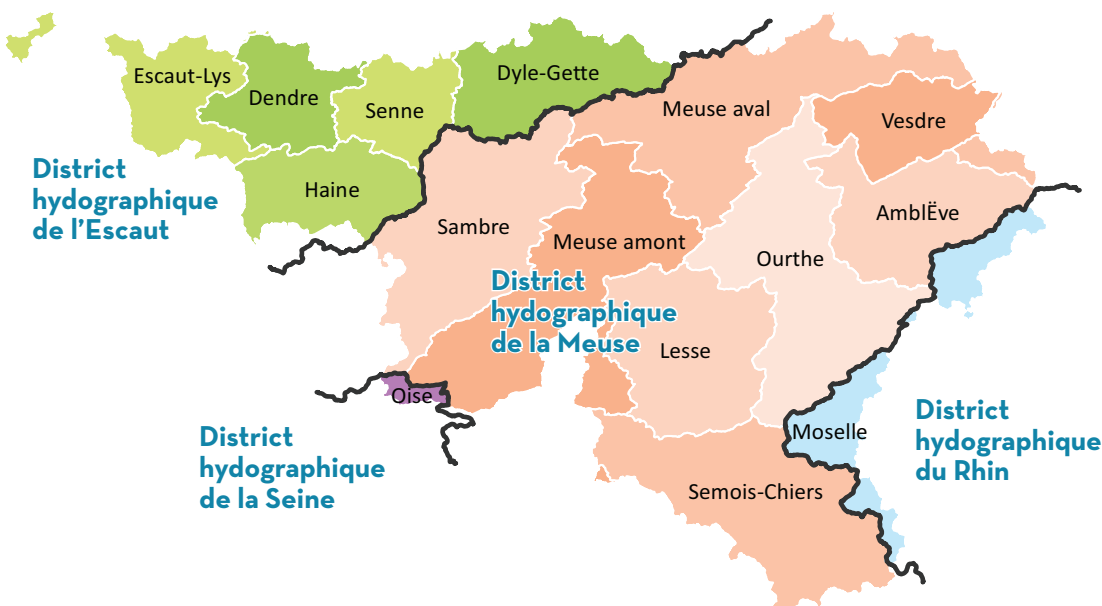 Escaut-Lys
Dendre
Senne
Dyle-Gette
Haine
District
hydographique
de l'Escaut
Meuse aval
Vesdre
AmblËve
Sambre
Meuse amont
Ourthe
District
hydographique
de la Meuse
Lesse
Oise
District
hydographique
de la Seine
Moselle
District
hydographique
du Rhin
Semois-Chiers